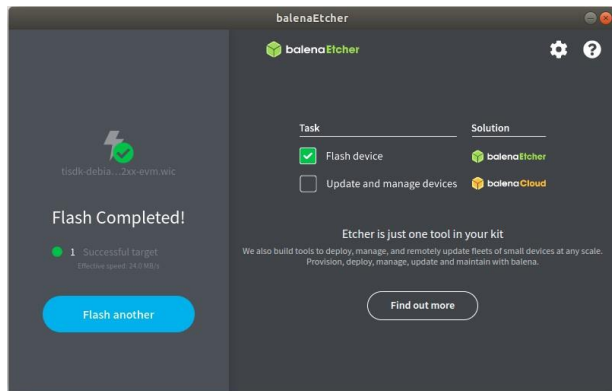 balenaEtcher
balenaEtcher
tisdk-debia...2xx-evm.wic
Flash Completed!
1 Successful target
Effective speed: 24.0 MB/s
Flash another
Task Solution
Flash device balenaEtcher
Update and manage devices balenaCloud
Etcher is just one tool in your kit
We also build tools to deploy, manage, and remotely update fleets of small devices at any scale.
Provision, deploy, manage, update and maintain with balena.
Find out more